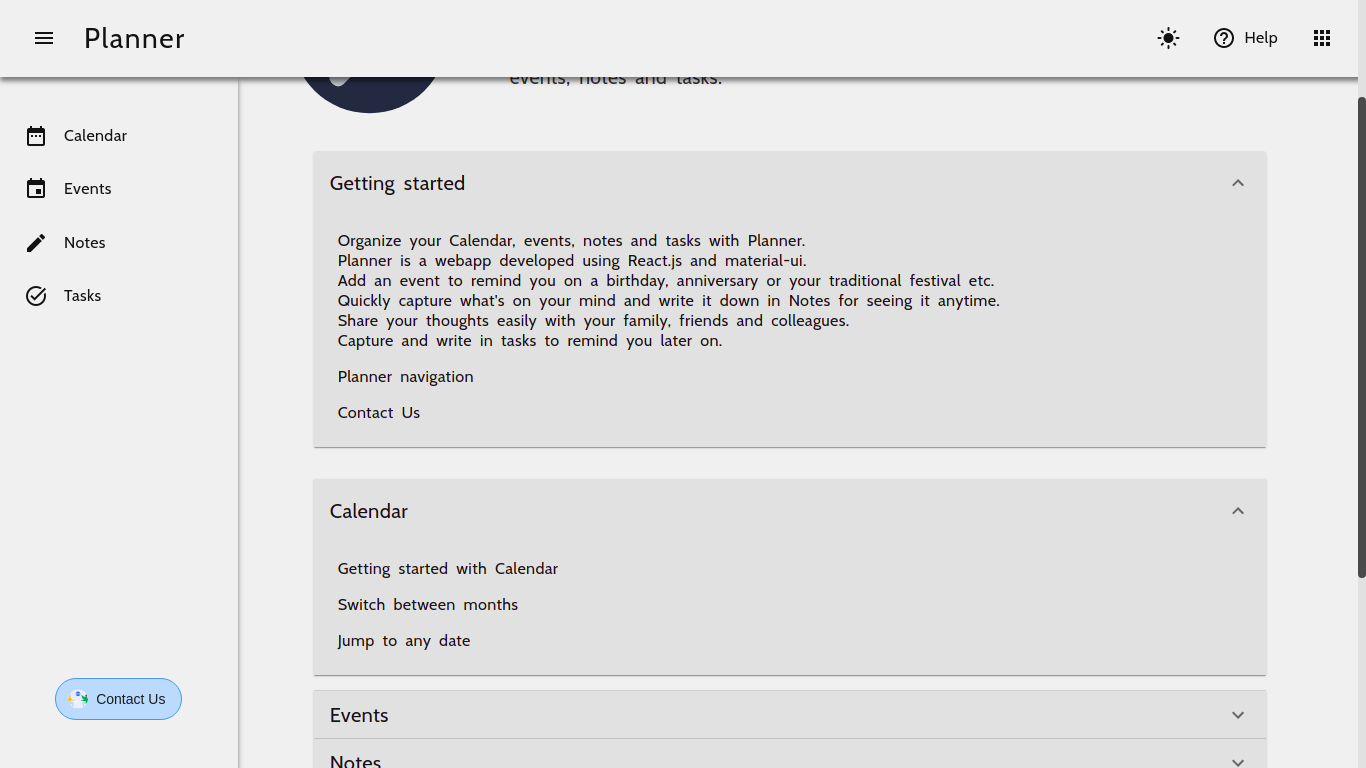 Planner
Help
events, notes and tasks.
Calendar
Events
Notes
Tasks
Contact Us
Getting started
Organize your Calendar, events, notes and tasks with Planner.
Planner is a webapp developed using React.js and material-ui.
Add an event to remind you on a birthday, anniversary or your traditional festival etc.
Quickly capture what's on your mind and write it down in Notes for seeing it anytime.
Share your thoughts easily with your family, friends and colleagues.
Capture and write in tasks to remind you later on.
Planner navigation
Contact Us
Calendar
Getting started with Calendar
Switch between months
Jump to any date
Events
Notes